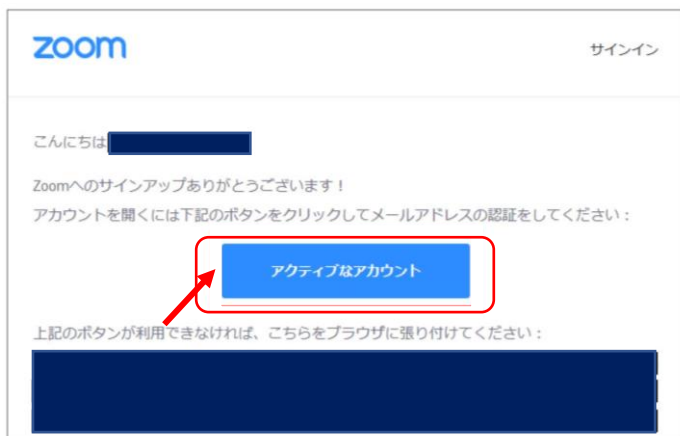 zoom
サインイン
こんにちは
Zoomへのサインアップありがとうございます！
アカウントを開くには下記のボタンをクリックしてメールアドレスの認証をしてください：
アクティブなアカウント
上記のボタンが利用できなければ、こちらをブラウザに張り付けてください：